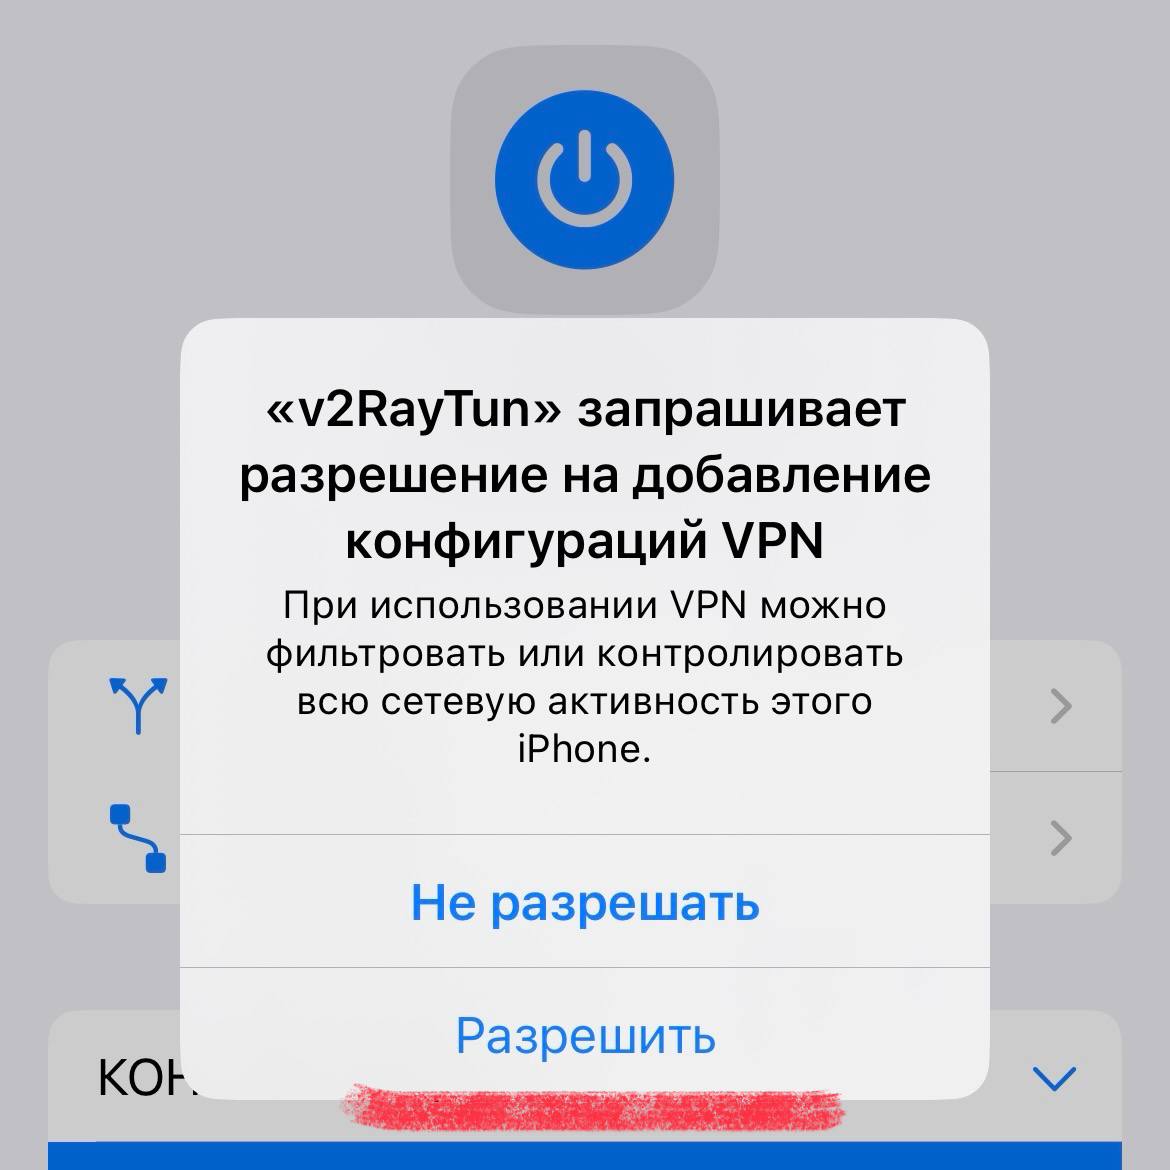 «v2RayTun» запрашивает
разрешение на добавление
конфигураций VPN
При использовании VPN можно
фильтровать или контролировать
всю сетевую активность этого
iPhone.
Не разрешать
Разрешить